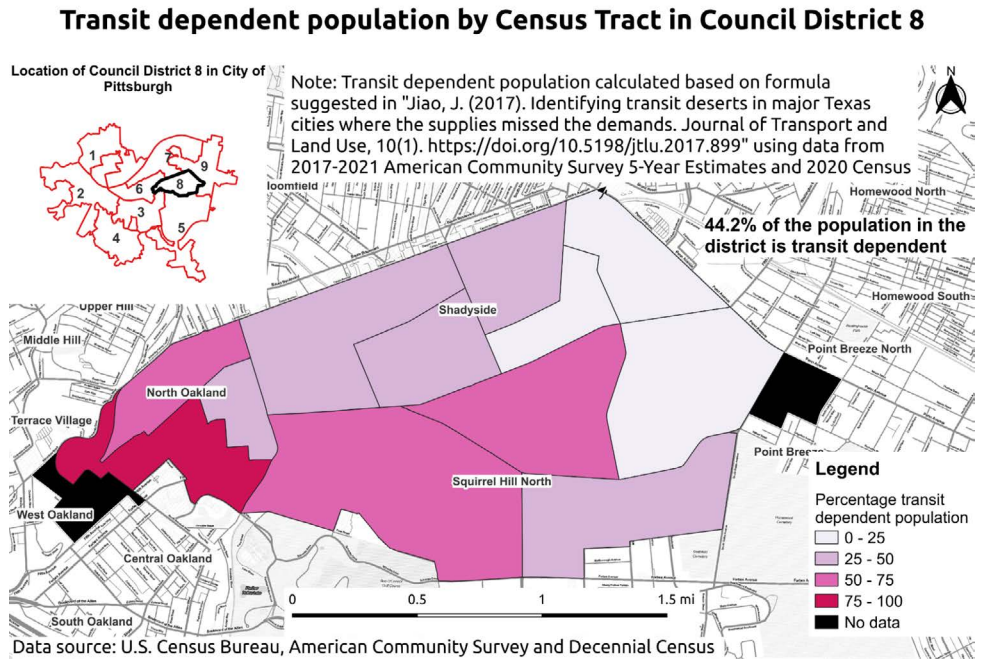 Transit dependent population by Census Tract in Council District 8
Location of Council District 8 in City of
Pittsburgh
1
2
3
4
5
6
7
8
9
Note: Transit dependent population calculated based on formula
suggested in "Jiao, J. (2017). Identifying transit deserts in major Texas
cities where the supplies missed the demands. Journal of Transport and
Land Use, 10(1). https://doi.org/10.5198/jtlu.2017.899" using data from
2017-2021 American Community Survey 5-Year Estimates and 2020 Census
N
loomfield
Homewood North
44.2% of the population in the
district is transit dependent
Homewood South
Upper Hill
Shadyside
Middle Hill
Point Breeze North
North Oakland
Terrace Village
Point Breeze
Squirrel Hill North
West Oakland
Central Oakland
South Oakland
Legend
Percentage transit
dependent population
0 - 25
25 - 50
50 - 75
75 - 100
No data
0 0.5 1 1.5 mi
Data source: U.S. Census Bureau, American Community Survey and Decennial Census